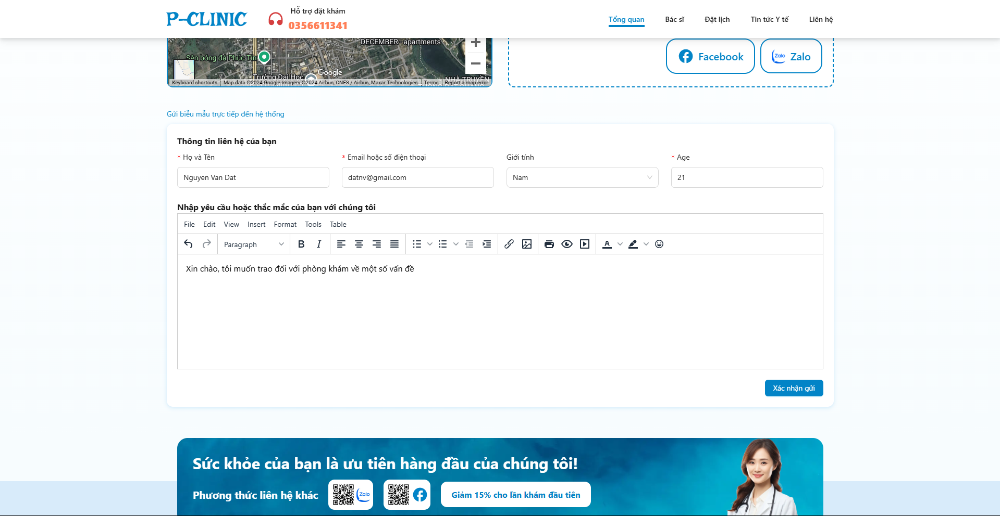 P-CLINIC
Hỗ trợ đặt khám
0356611341
Tổng quan
Bác sĩ
Đặt lịch
Tin tức Y tế
Liên hệ
DECEMBER - apartments
Sân bóng đá Phúc Tín
Google
Trường Đại Học
NHÀ TRUYỀN
Keyboard shortcuts
Map data ©2024 Google Imagery ©2024 Airbus, CNES / Airbus, Maxar Technologies
Terms
Report a map error
Facebook
Zalo
Zalo
Gửi biễu mẫu trực tiếp đến hệ thống
Thông tin liên hệ của bạn
* Họ và Tên
* Email hoặc số điện thoại
Giới tính
* Age
Nguyen Van Dat
datnv@gmail.com
Nam
21
Nhập yêu cầu hoặc thắc mắc của bạn với chúng tôi
File Edit View Insert Format Tools Table
Paragraph
B I
A
Xin chào, tôi muốn trao đổi với phòng khám về một số vấn đề
Xác nhận gửi
Sức khỏe của bạn là ưu tiên hàng đầu của chúng tôi!
Phương thức liên hệ khác
Zalo
Giảm 15% cho lần khám đầu tiên